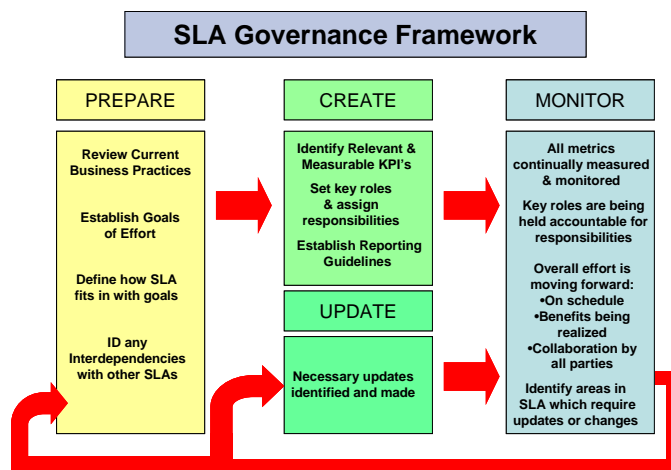 SLA Governance Framework
PREPARE
Review Current
Business Practices
Establish Goals
of Effort
Define how SLA
fits in with goals
ID any
Interdependencies
with other SLAs
CREATE
Identify Relevant &
Measurable KPI's
Set key roles
& assign
responsibilities
Establish Reporting
Guidelines
UPDATE
Necessary updates
identified and made
MONITOR
All metrics
continually measured
& monitored
Key roles are being
held accountable for
responsibilities
Overall effort is
moving forward:
•On schedule
•Benefits being
realized
•Collaboration by
all parties
Identify areas in
SLA which require
updates or changes